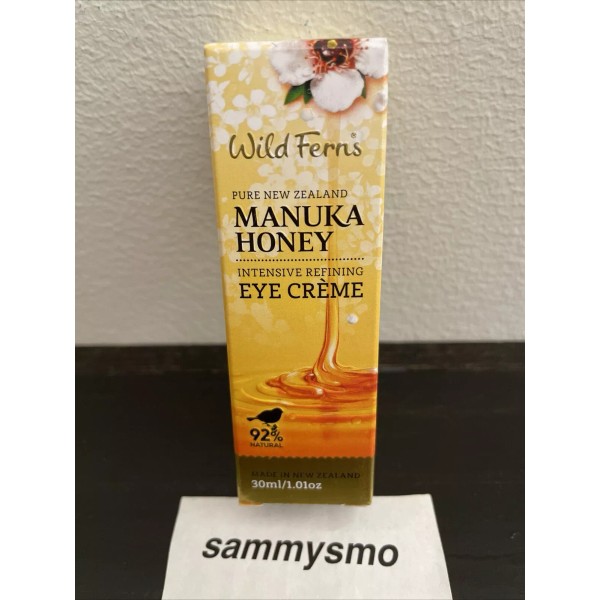 Wild Ferns®
PURE NEW ZEALAND
MANUKA
HONEY
INTENSIVE REFINING
EYE CRÈME
92%
NATURAL
MADE IN NEW ZEALAND
30ml/1.01oz
sammysmo